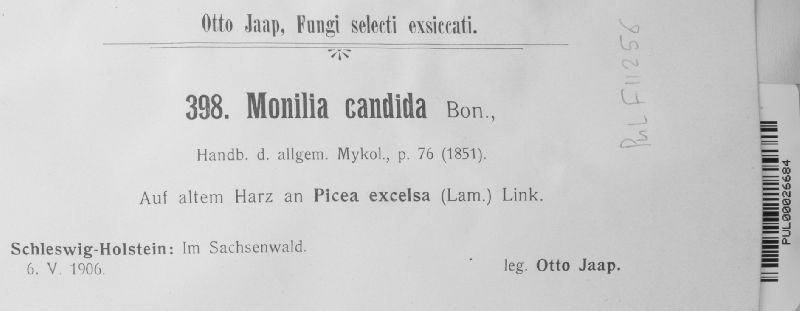 Otto Jaap, Fungi selecti exsiccati.
398. Monilia candida Bon.,
Handb. d. allgem. Mykol., p. 76 (1851).
Auf altem Harz an Picea excelsa (Lam.) Link.
Schleswig-Holstein: Im Sachsenwald.
6. V. 1906.
leg. Otto Jaap.
PUL F11256
PUL00026684